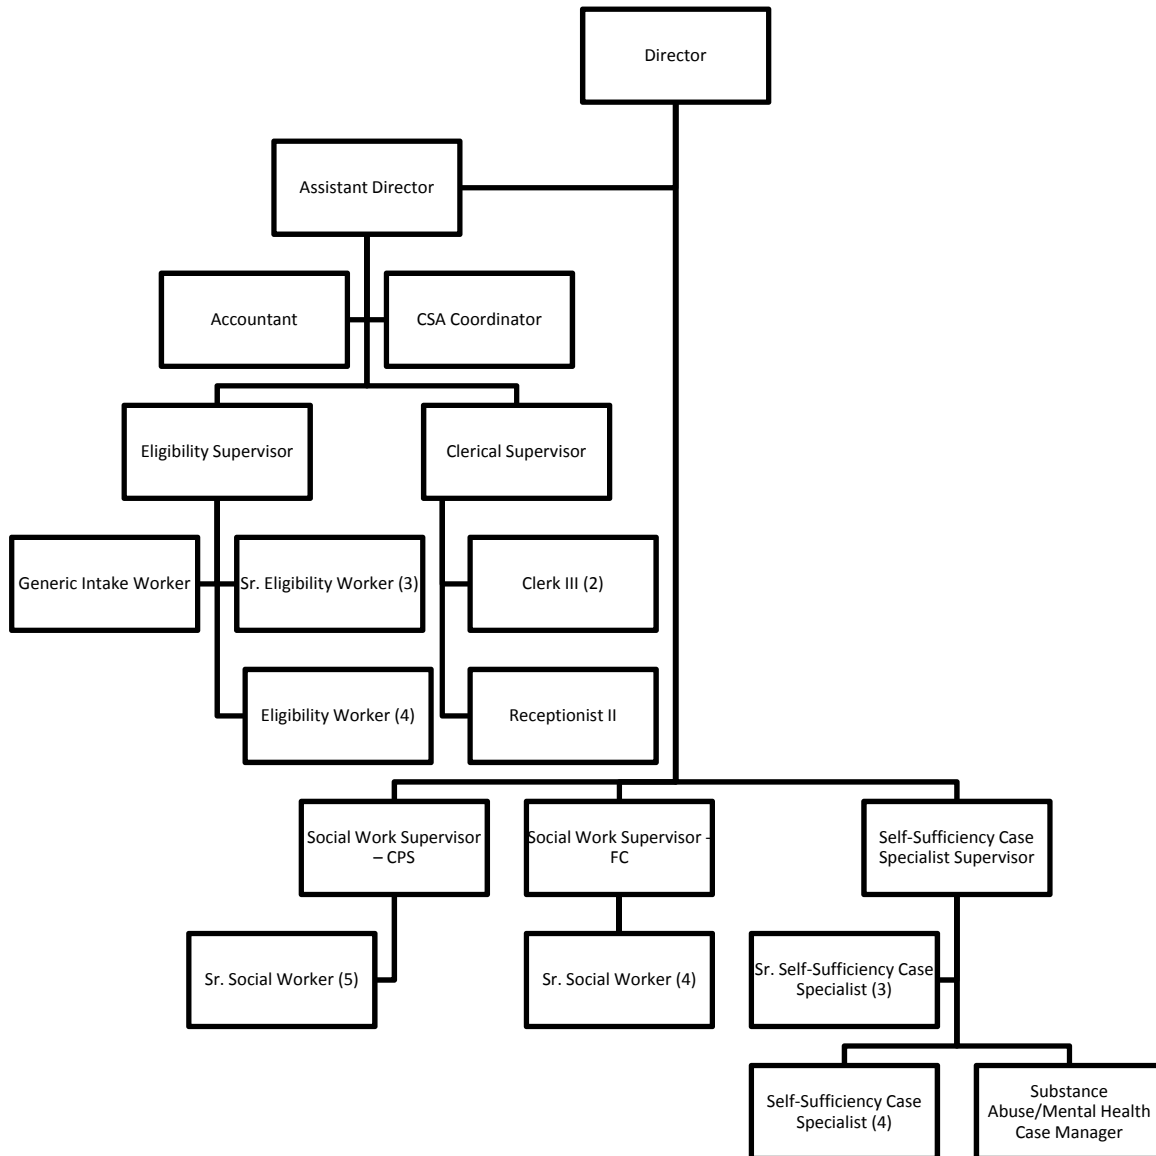 Director
Assistant Director
Accountant
CSA Coordinator
Eligibility Supervisor
Clerical Supervisor
Generic Intake Worker
Sr. Eligibility Worker (3)
Clerk III (2)
Eligibility Worker (4)
Receptionist II
Social Work Supervisor
– CPS
Social Work Supervisor –
FC
Self-Sufficiency Case
Specialist Supervisor
Sr. Social Worker (5)
Sr. Social Worker (4)
Sr. Self-Sufficiency Case
Specialist (3)
Self-Sufficiency Case
Specialist (4)
Substance
Abuse/Mental Health
Case Manager